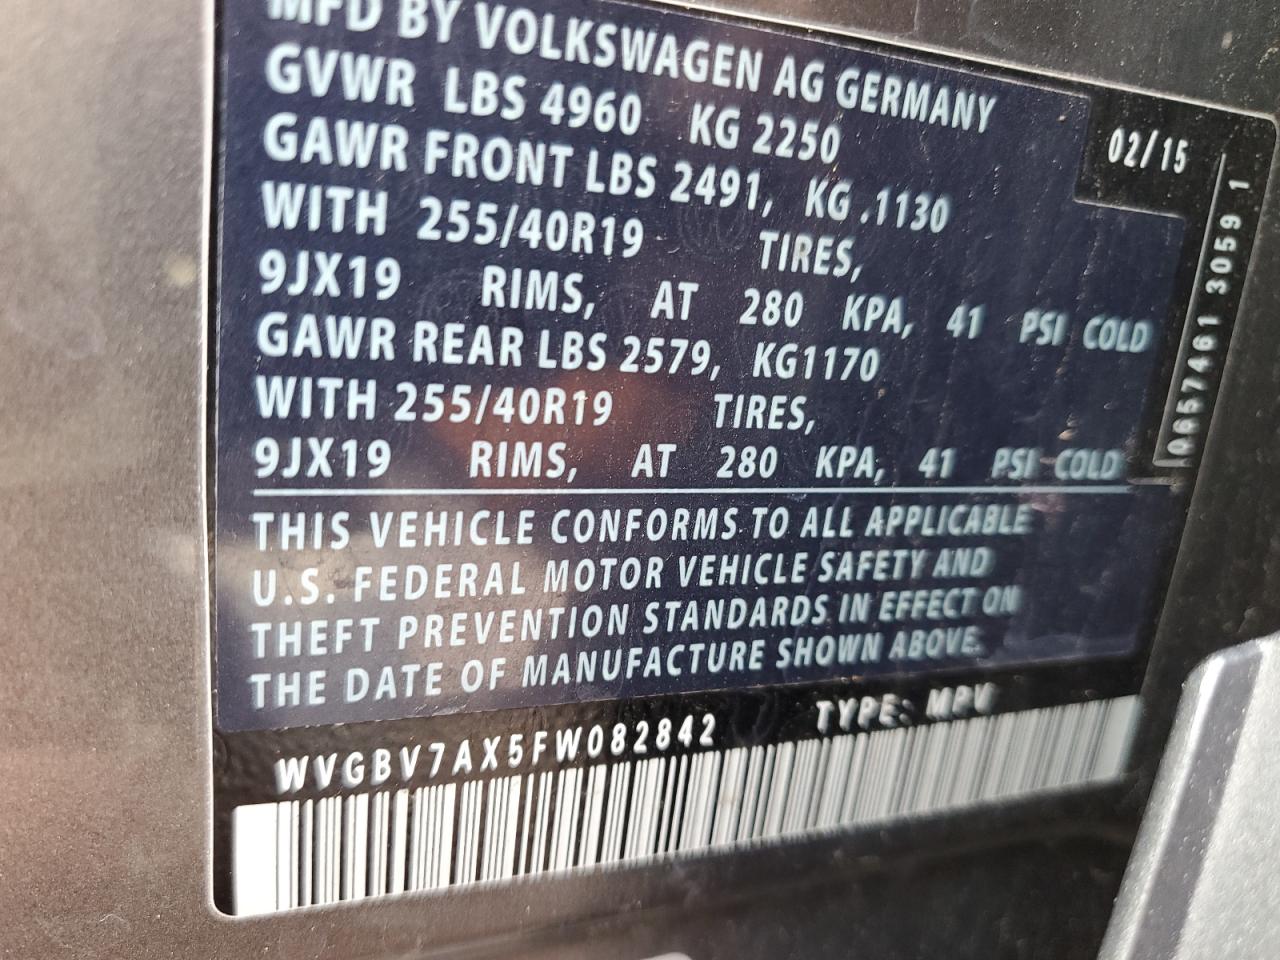 MFD BY VOLKSWAGEN AG GERMANY
GVWR LBS 4960 KG 2250
02/15
GAWR FRONT LBS 2491, KG .1130
WITH 255/40R19 TIRES,
9JX19 RIMS, AT 280 KPA, 41 PSI COLD
GAWR REAR LBS 2579, KG1170
WITH 255/40R19 TIRES,
9JX19 RIMS, AT 280 KPA, 41 PSI COLD
THIS VEHICLE CONFORMS TO ALL APPLICABLE
U.S. FEDERAL MOTOR VEHICLE SAFETY AND
THEFT PREVENTION STANDARDS IN EFFECT ON
THE DATE OF MANUFACTURE SHOWN ABOVE.
WVGBV7AX5FW082842 TYPE: MPV
0657461 3059 1